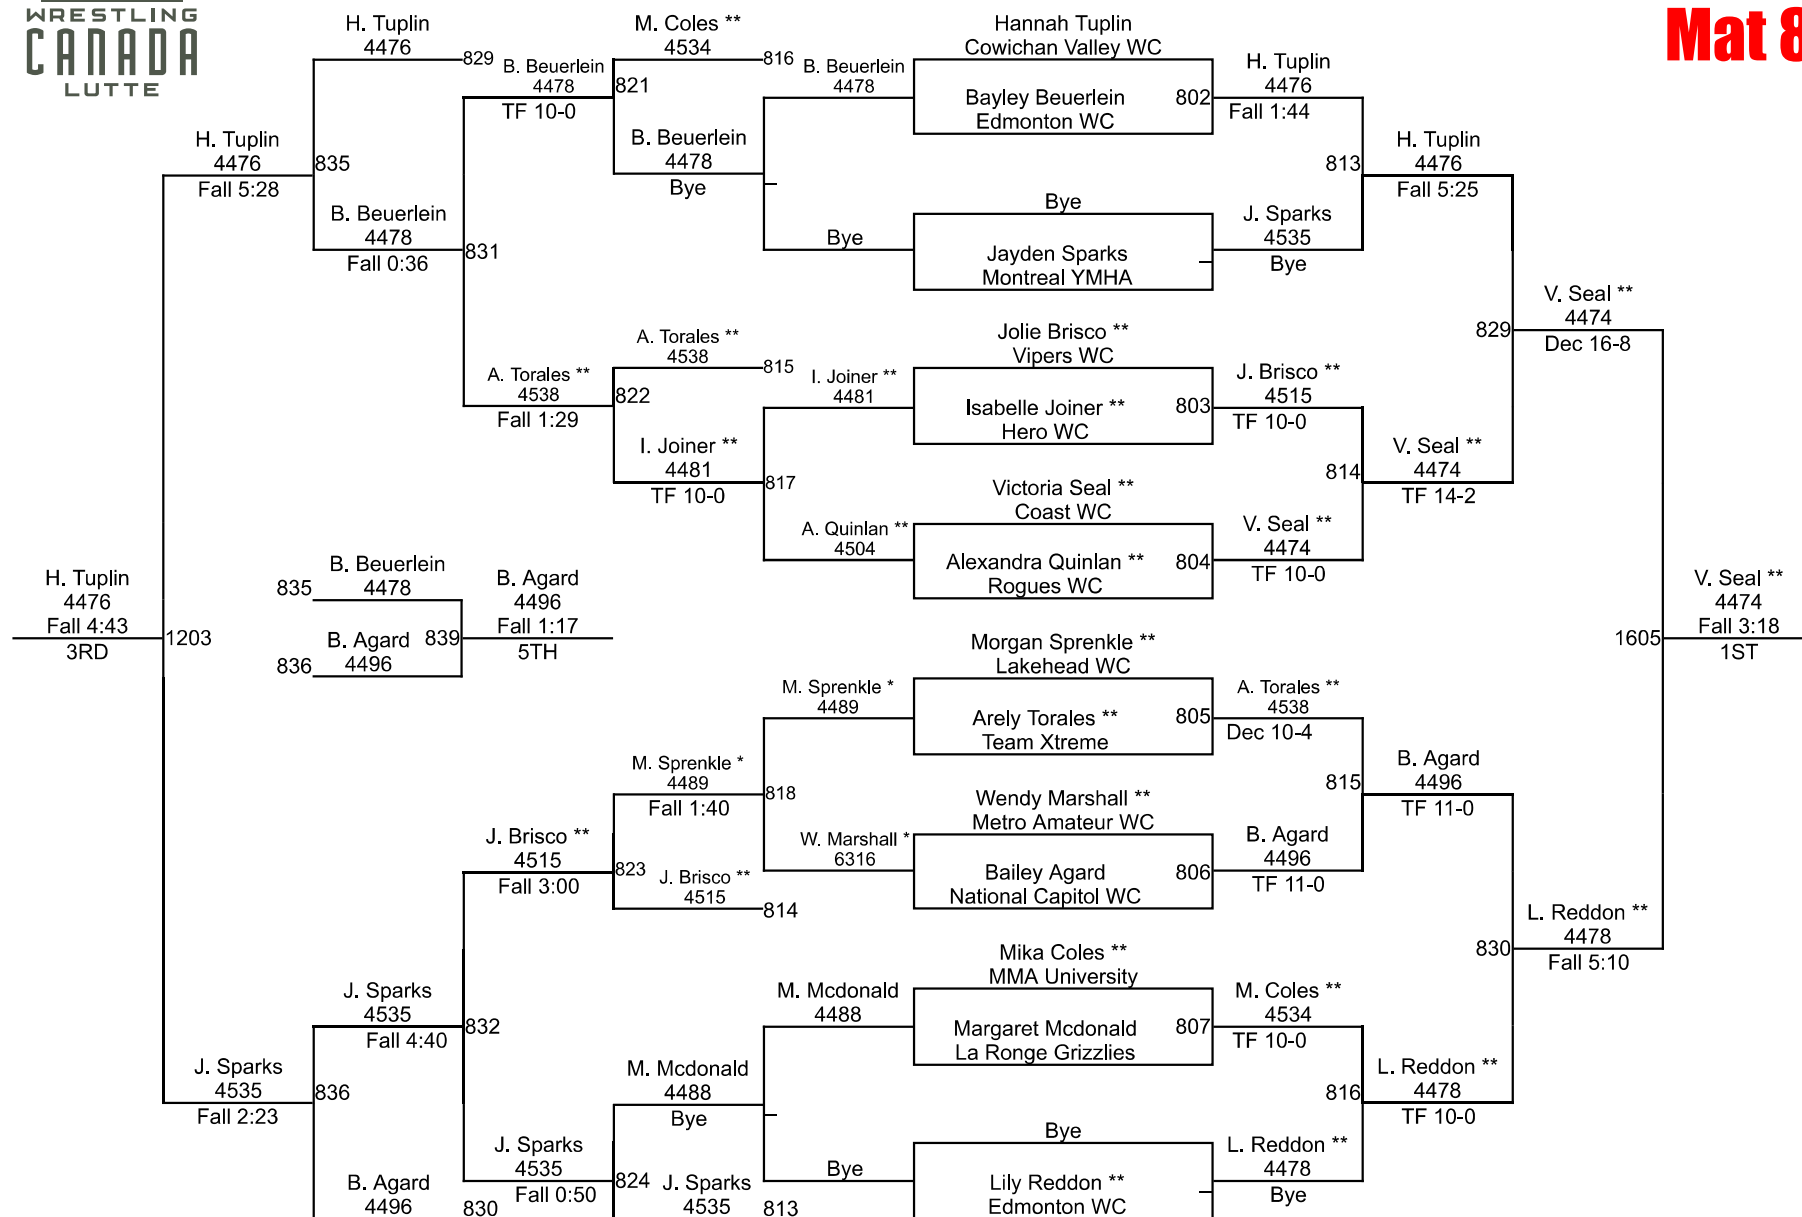 WRESTLING
CANADA
LUTTE
Mat 8
H. Tuplin
4476
829
M. Coles **
4534
816
Hannah Tuplin
Cowichan Valley WC
B. Beuerlein
4478
TF 10-0
821
B. Beuerlein
4478
Bayley Beuerlein
Edmonton WC
802
H. Tuplin
4476
Fall 1:44
H. Tuplin
4476
Fall 5:28
835
B. Beuerlein
4478
Bye
813
H. Tuplin
4476
Fall 5:25
B. Beuerlein
4478
Fall 0:36
831
Bye
Bye
Jayden Sparks
Montreal YMHA
J. Sparks
4535
Bye
V. Seal **
4474
Dec 16-8
829
A. Torales **
4538
815
Jolie Brisco **
Vipers WC
A. Torales **
4538
Fall 1:29
822
I. Joiner **
4481
Isabelle Joiner **
Hero WC
803
J. Brisco **
4515
TF 10-0
I. Joiner **
4481
TF 10-0
817
814
V. Seal **
4474
TF 14-2
Victoria Seal **
Coast WC
A. Quinlan **
4504
Alexandra Quinlan **
Rogues WC
804
V. Seal **
4474
TF 10-0
H. Tuplin
4476
Fall 4:43
3RD
1203
835
B. Beuerlein
4478
836
B. Agard
4496
839
B. Agard
4496
Fall 1:17
5TH
1605
V. Seal **
4474
Fall 3:18
1ST
Morgan Sprenkle **
Lakehead WC
M. Sprenkle *
4489
Arely Torales **
Team Xtreme
805
A. Torales **
4538
Dec 10-4
M. Sprenkle *
4489
Fall 1:40
818
815
B. Agard
4496
TF 11-0
Wendy Marshall **
Metro Amateur WC
J. Brisco **
4515
Fall 3:00
823
W. Marshall *
6316
Bailey Agard
National Capitol WC
806
B. Agard
4496
TF 11-0
J. Brisco **
4515
814
830
L. Reddon **
4478
Fall 5:10
Mika Coles **
MMA University
J. Sparks
4535
Fall 4:40
832
M. Mcdonald
4488
Margaret Mcdonald
La Ronge Grizzlies
807
M. Coles **
4534
TF 10-0
J. Sparks
4535
Fall 2:23
836
M. Mcdonald
4488
Bye
816
L. Reddon **
4478
TF 10-0
Bye
J. Sparks
4535
Fall 0:50
824
Bye
Lily Reddon **
Edmonton WC
L. Reddon **
4478
Bye
B. Agard
4496
830
J. Sparks
4535
813